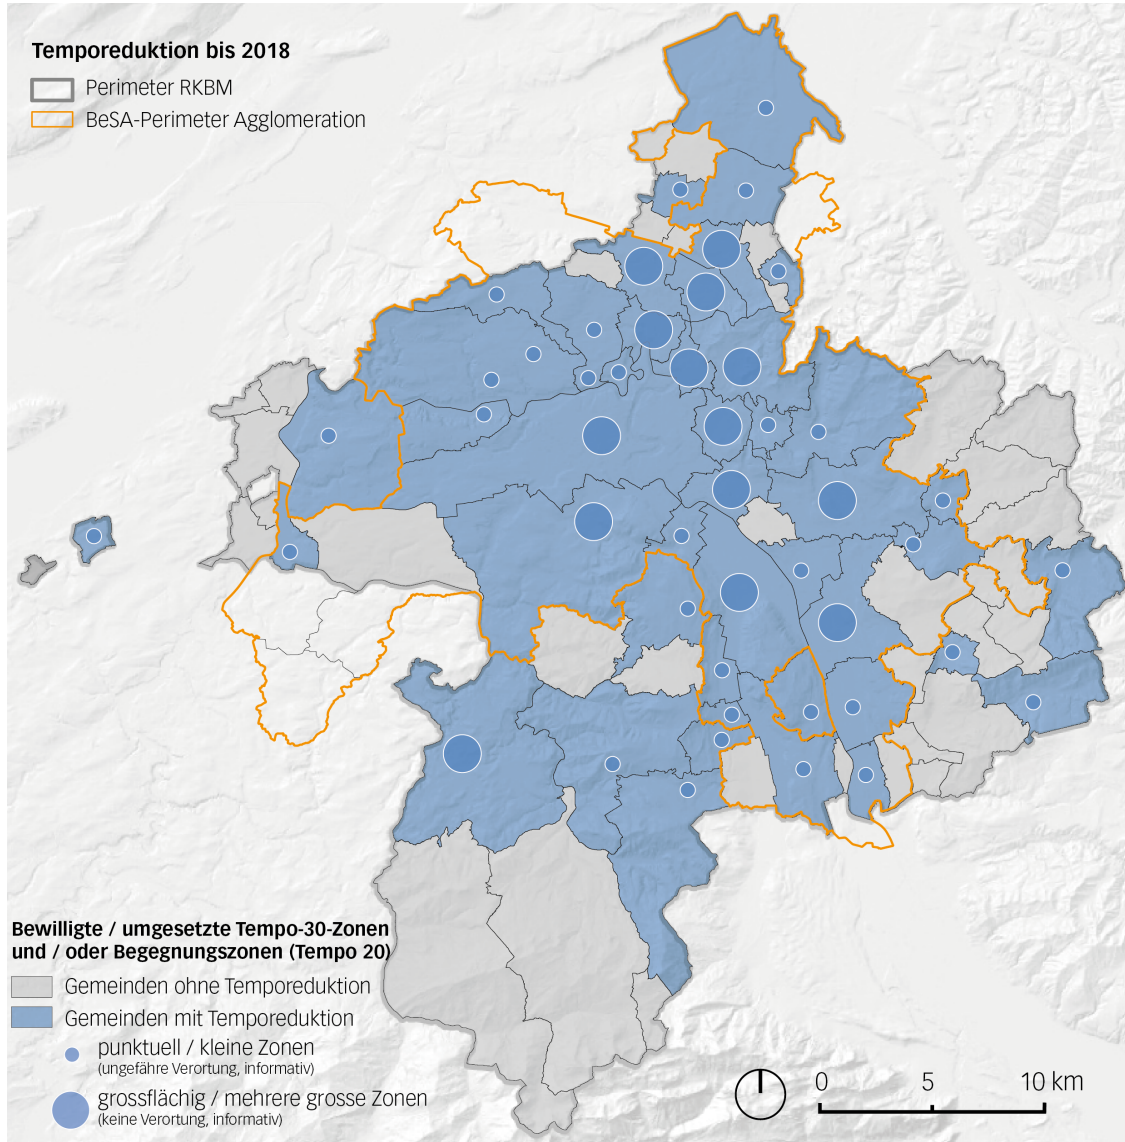 Temporeduktion bis 2018
Perimeter RKBM
BeSA-Perimeter Agglomeration
Bewilligte / umgesetzte Tempo-30-Zonen
und / oder Begegnungszonen (Tempo 20)
Gemeinden ohne Temporeduktion
Gemeinden mit Temporeduktion
punktuell / kleine Zonen
(ungefähre Verortung, informativ)
grossflächig / mehrere grosse Zonen
(keine Verortung, informativ)
0 5 10 km